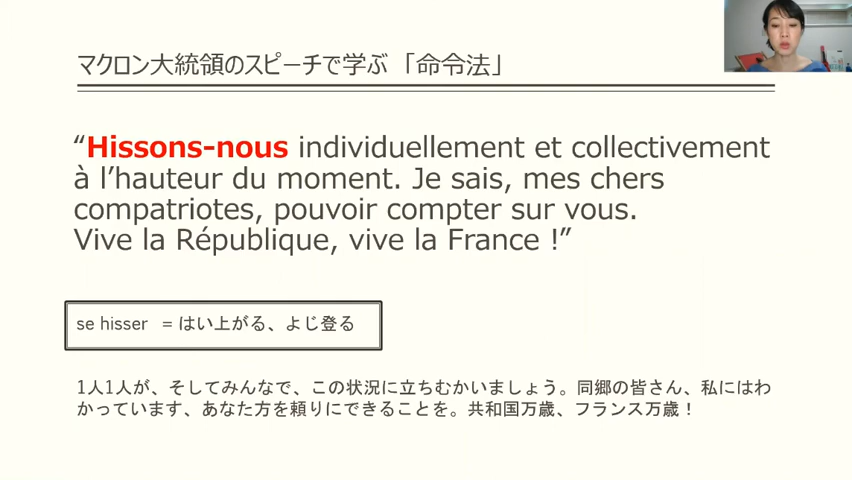 マクロン大統領のスピーチで学ぶ「命令法」
“Hissons-nous individuellement et collectivement
à l’hauteur du moment. Je sais, mes chers
compatriotes, pouvoir compter sur vous.
Vive la République, vive la France !”
se hisser = はい上がる、よじ登る
1人1人が、そしてみんなで、この状況に立ちむかいましょう。同郷の皆さん、私にはわ
かっています、あなた方を頼りにできることを。共和国万歳、フランス万歳！